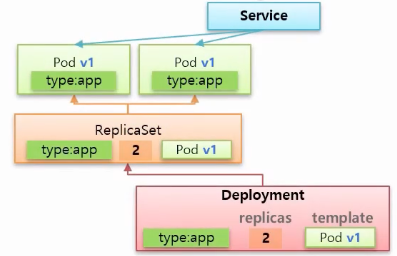 Service
Pod v1
type:app
Pod v1
type:app
ReplicaSet
type:app 2 Pod v1
Deployment
replicas template
type:app 2 Pod v1